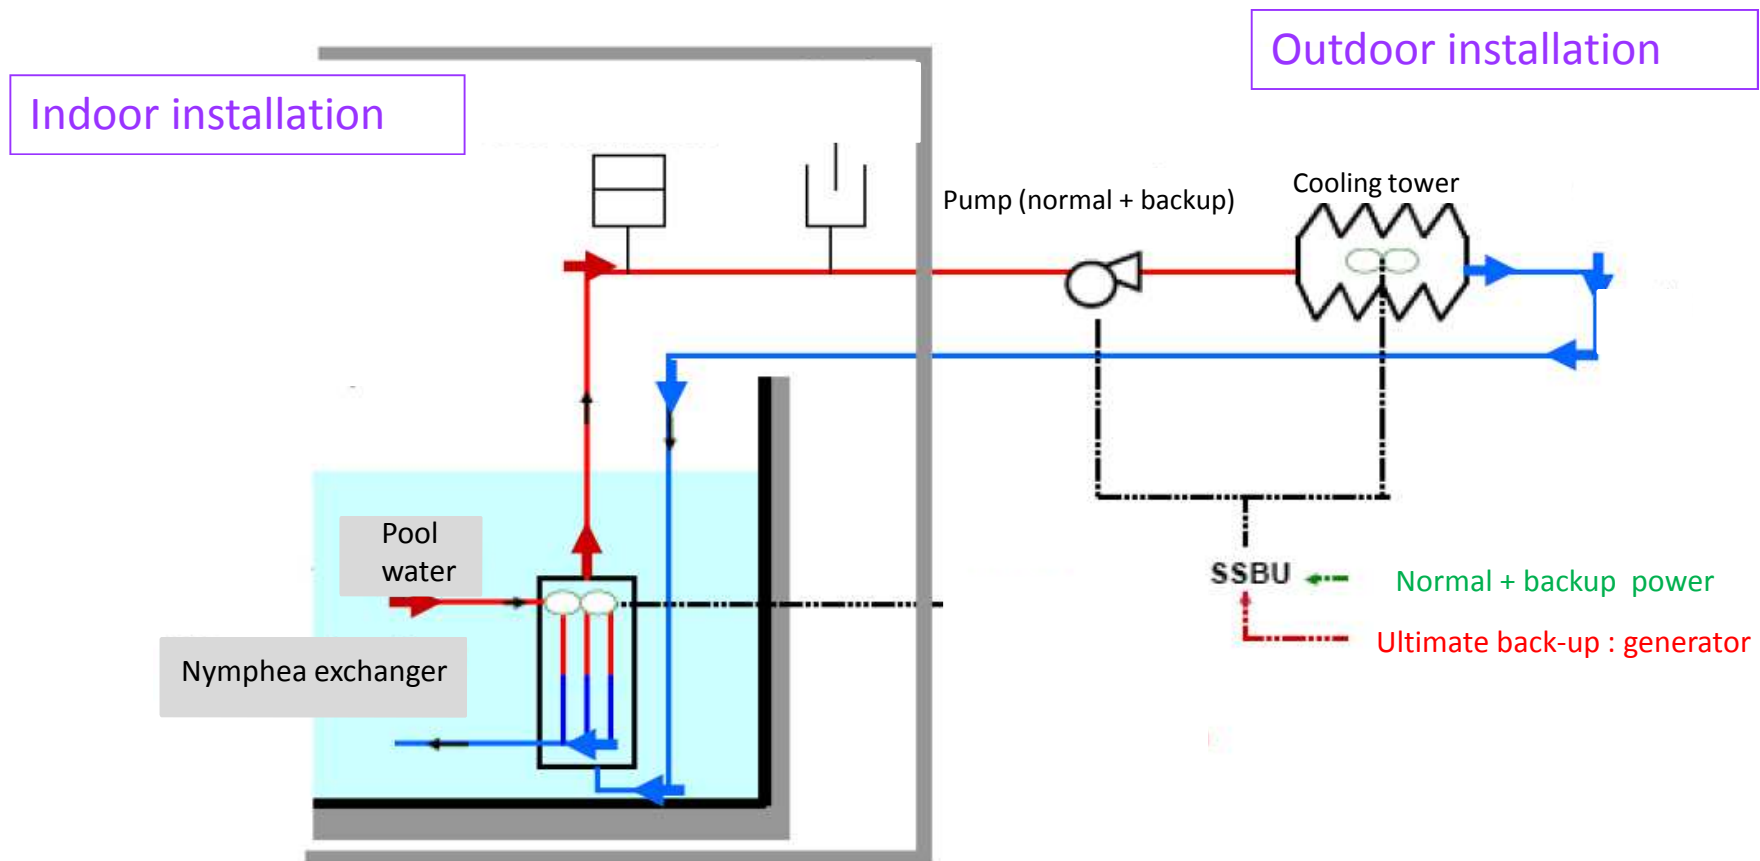 Outdoor installation
Indoor installation
Cooling tower
Pump (normal + backup)
Pool
water
SSBU
Normal + backup  power
Ultimate back-up : generator
Nymphea exchanger